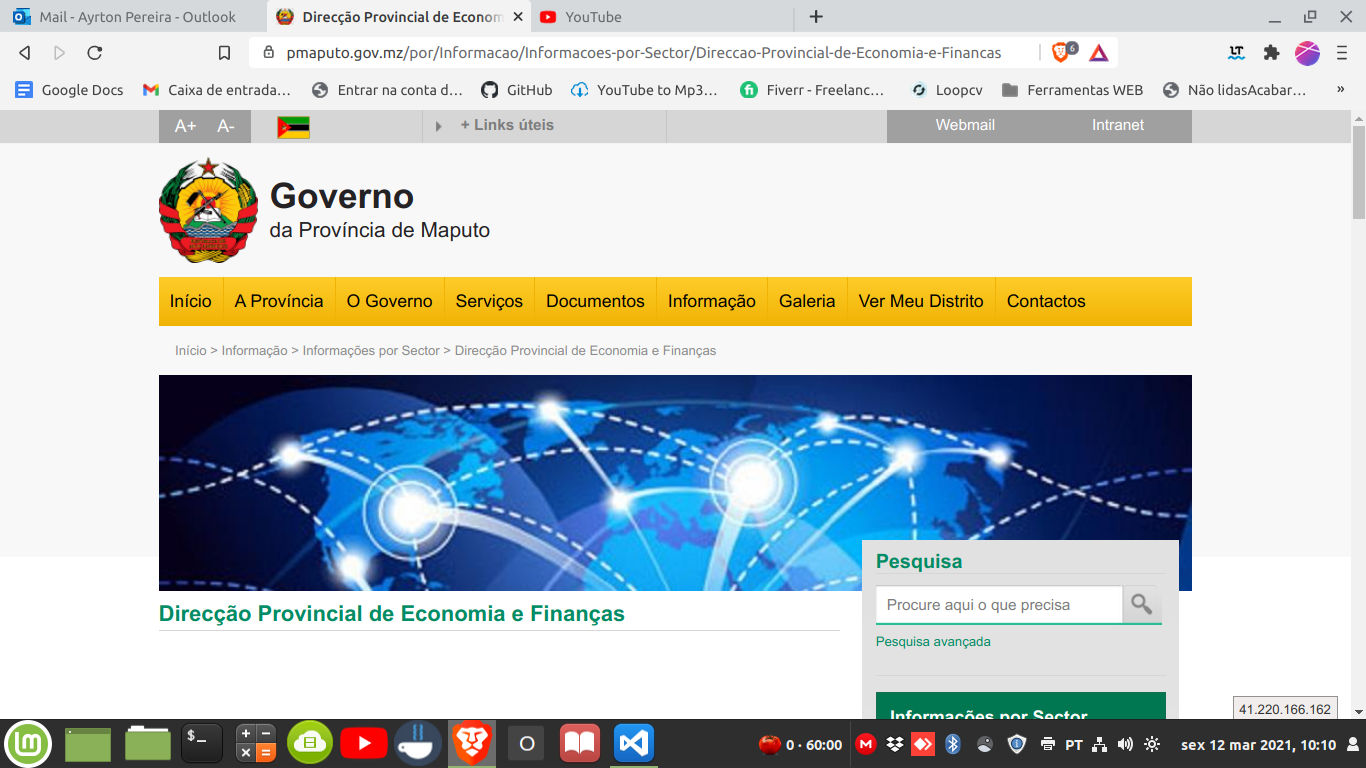 Mail - Ayrton Pereira - Outlook
Direcção Provincial de Econom
YouTube
pmaputo.gov.mz/por/Informacao/Informacoes-por-Sector/Direccao-Provincial-de-Economia-e-Financas
6
LT
Google Docs
Caixa de entrada...
Entrar na conta d...
GitHub
YouTube to Mp3...
Fiverr - Freelanc...
Loopcv
Ferramentas WEB
Não lidasAcabar...
»
A+ A-
+ Links úteis
Webmail
Intranet
Governo
da Província de Maputo
Início
A Província
O Governo
Serviços
Documentos
Informação
Galeria
Ver Meu Distrito
Contactos
Início > Informação > Informações por Sector > Direcção Provincial de Economia e Finanças
Pesquisa
Procure aqui o que precisa
Pesquisa avançada
Direcção Provincial de Economia e Finanças
Informações por Sector
41.220.166.162
0 · 60:00
PT
sex 12 mar 2021, 10:10